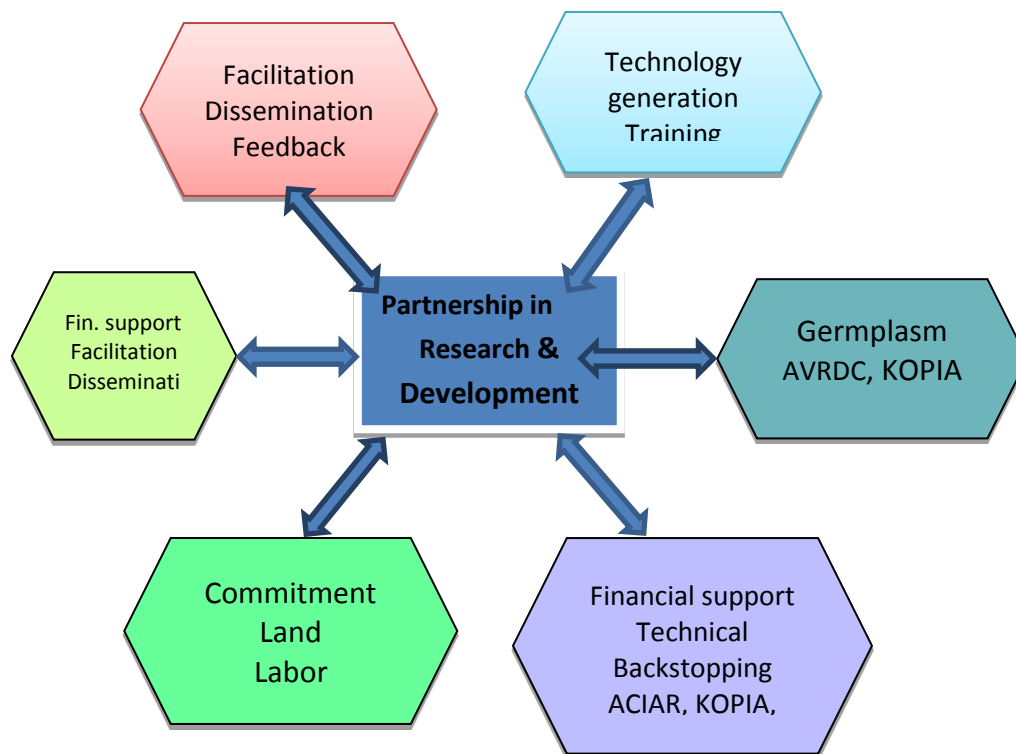 Facilitation
Dissemination
Feedback
Technology
generation
Training
Fin. support
Facilitation
Disseminati
Partnership in
Research &
Development
Germplasm
AVRDC, KOPIA
Commitment
Land
Labor
Financial support
Technical
Backstopping
ACIAR, KOPIA,